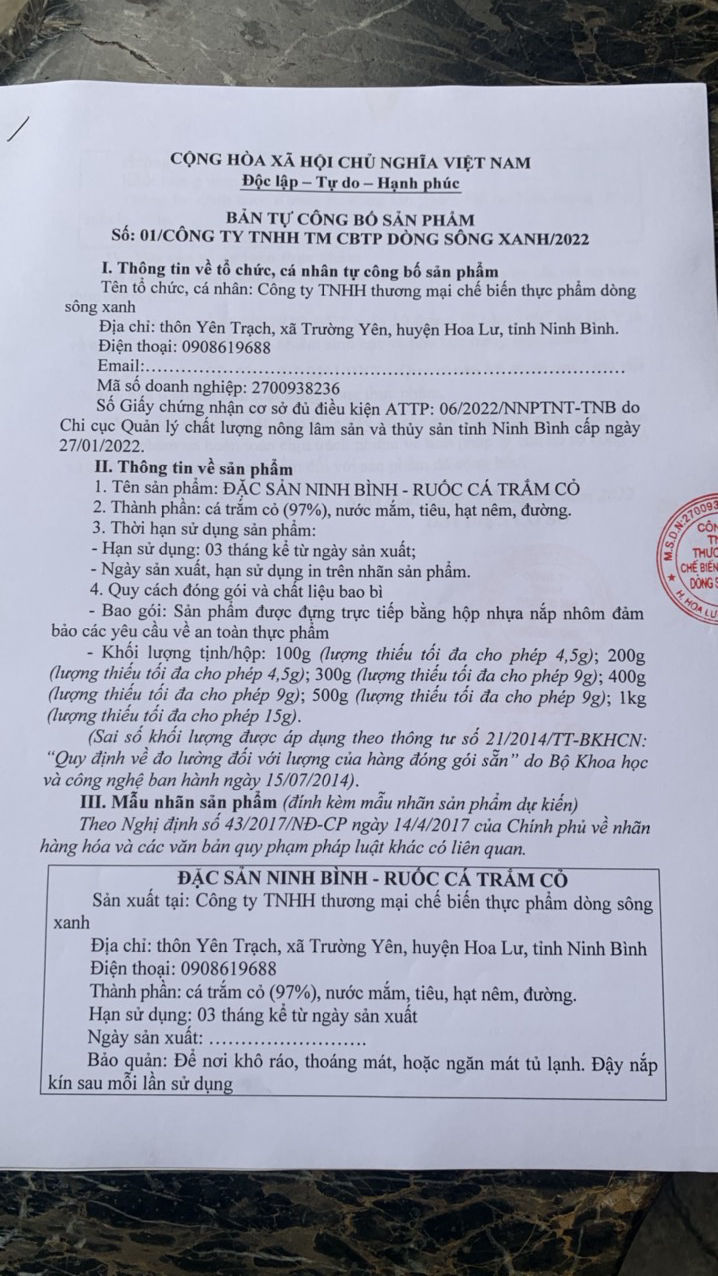 CỘNG HÒA XÃ HỘI CHỦ NGHĨA VIỆT NAM
Độc lập – Tự do – Hạnh phúc
BẢN TỰ CÔNG BỐ SẢN PHẨM
Số: 01/CÔNG TY TNHH TM CBTP DÒNG SÔNG XANH/2022
I. Thông tin về tổ chức, cá nhân tự công bố sản phẩm
Tên tổ chức, cá nhân: Công ty TNHH thương mại chế biến thực phẩm dòng
sông xanh
Địa chỉ: thôn Yên Trạch, xã Trường Yên, huyện Hoa Lư, tỉnh Ninh Bình.
Điện thoại: 0908619688
Email:....................................................................................
Mã số doanh nghiệp: 2700938236
Số Giấy chứng nhận cơ sở đủ điều kiện ATTP: 06/2022/NNPTNT-TNB do
Chi cục Quản lý chất lượng nông lâm sản và thủy sản tỉnh Ninh Bình cấp ngày
27/01/2022.
II. Thông tin về sản phẩm
1. Tên sản phẩm: ĐẶC SẢN NINH BÌNH - RUỐC CÁ TRẮM CỎ
2. Thành phần: cá trắm cỏ (97%), nước mắm, tiêu, hạt nêm, đường.
3. Thời hạn sử dụng sản phẩm:
- Hạn sử dụng: 03 tháng kể từ ngày sản xuất;
- Ngày sản xuất, hạn sử dụng in trên nhãn sản phẩm.
4. Quy cách đóng gói và chất liệu bao bì
- Bao gói: Sản phẩm được đựng trực tiếp bằng hộp nhựa nắp nhôm đảm
bảo các yêu cầu về an toàn thực phẩm
- Khối lượng tịnh/hộp: 100g (lượng thiếu tối đa cho phép 4,5g); 200g
(lượng thiếu tối đa cho phép 4,5g); 300g (lượng thiếu tối đa cho phép 9g); 400g
(lượng thiếu tối đa cho phép 9g); 500g (lượng thiếu tối đa cho phép 9g); 1kg
(lượng thiếu tối đa cho phép 15g).
(Sai số khối lượng được áp dụng theo thông tư số 21/2014/TT-BKHCN:
“Quy định về đo lường đối với lượng của hàng đóng gói sẵn” do Bộ Khoa học
và công nghệ ban hành ngày 15/07/2014).
III. Mẫu nhãn sản phẩm (đính kèm mẫu nhãn sản phẩm dự kiến)
Theo Nghị định số 43/2017/NĐ-CP ngày 14/4/2017 của Chính phủ về nhãn
hàng hóa và các văn bản quy phạm pháp luật khác có liên quan.
ĐẶC SẢN NINH BÌNH - RUỐC CÁ TRẮM CỎ
Sản xuất tại: Công ty TNHH thương mại chế biến thực phẩm dòng sông
xanh
Địa chỉ: thôn Yên Trạch, xã Trường Yên, huyện Hoa Lư, tỉnh Ninh Bình
Điện thoại: 0908619688
Thành phần: cá trắm cỏ (97%), nước mắm, tiêu, hạt nêm, đường.
Hạn sử dụng: 03 tháng kể từ ngày sản xuất
Ngày sản xuất: ...........................
Bảo quản: Để nơi khô ráo, thoáng mát, hoặc ngăn mát tủ lạnh. Đậy nắp
kín sau mỗi lần sử dụng
M.S.D.N:270093
CÔN
THƯƠ
CHẾ BIẾN
DÒNG S
H. HOA LƯ